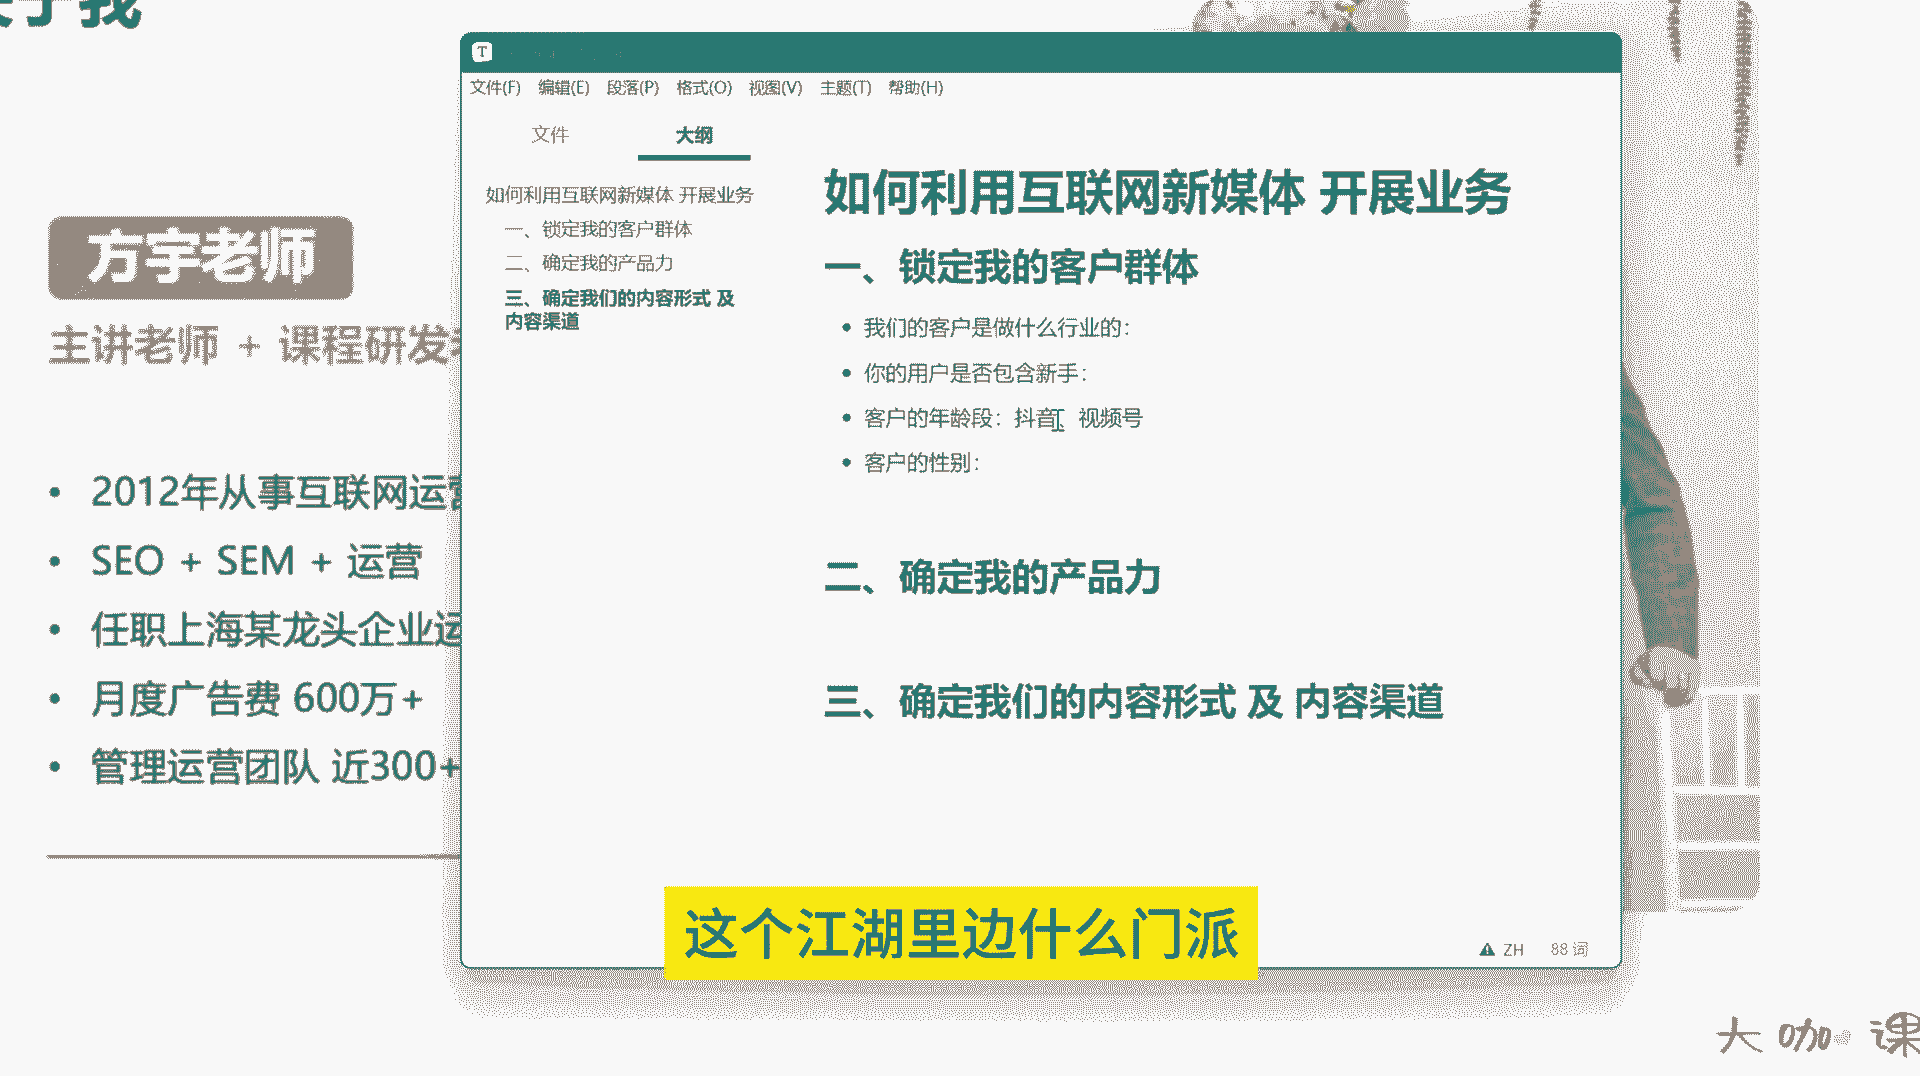 于我
方宇老师
主讲老师 + 课程研发
2012年从事互联网运营
SEO + SEM + 运营
任职上海某龙头企业运
月度广告费 600万+
管理运营团队 近300+
T
文件(F) 编辑(E) 段落(P) 格式(O) 视图(V) 主题(T) 帮助(H)
文件 大纲
如何利用互联网新媒体 开展业务
一、锁定我的客户群体
二、确定我的产品力
三、确定我们的内容形式 及
内容渠道
如何利用互联网新媒体 开展业务
一、锁定我的客户群体
我们的客户是做什么行业的：
你的用户是否包含新手：
客户的年龄段：抖音、视频号
客户的性别：
二、确定我的产品力
三、确定我们的内容形式 及 内容渠道
ZH 88 词
这个江湖里边什么门派
大咖 课